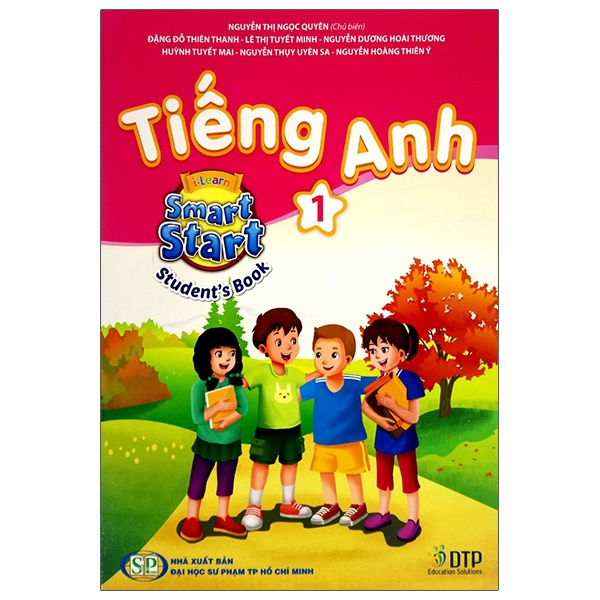 NGUYỄN THỊ NGỌC QUYÊN (Chủ biên)
ĐẶNG ĐỖ THIÊN THANH - LÊ THỊ TUYẾT MINH - NGUYỄN DƯƠNG HOÀI THƯƠNG
HUỲNH TUYẾT MAI - NGUYỄN THỤY UYÊN SA - NGUYỄN HOÀNG THIÊN Ý
Tiếng Anh
i-Learn
Smart
Start
1
Student's Book
SP
NHÀ XUẤT BẢN
ĐẠI HỌC SƯ PHẠM TP HỒ CHÍ MINH
DTP
Education Solutions